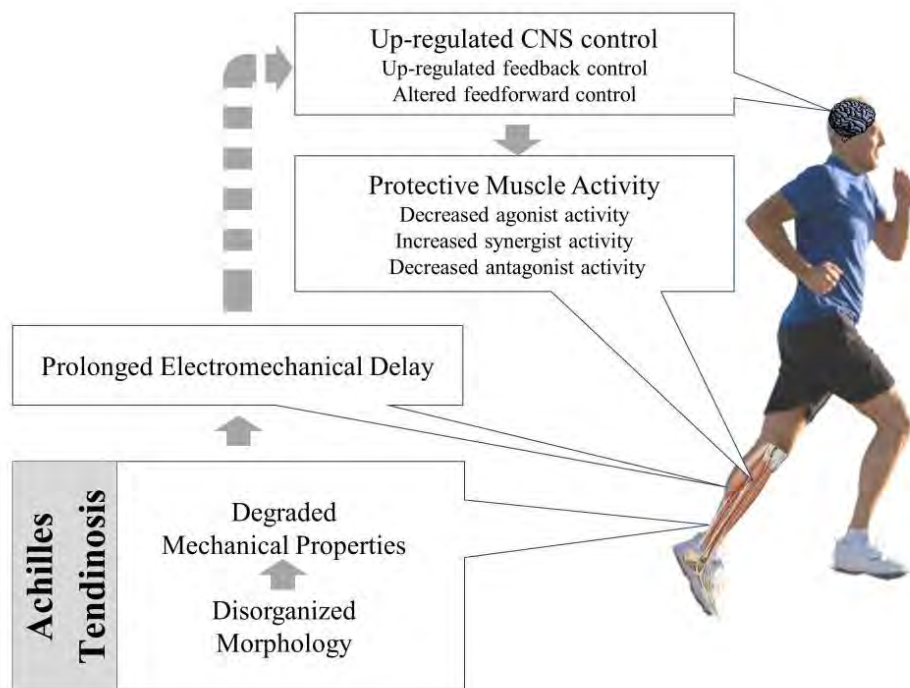 Up-regulated CNS control
Up-regulated feedback control
Altered feedforward control
Protective Muscle Activity
Decreased agonist activity
Increased synergist activity
Decreased antagonist activity
Prolonged Electromechanical Delay
Achilles
Tendinosis
Degraded
Mechanical Properties
Disorganized
Morphology